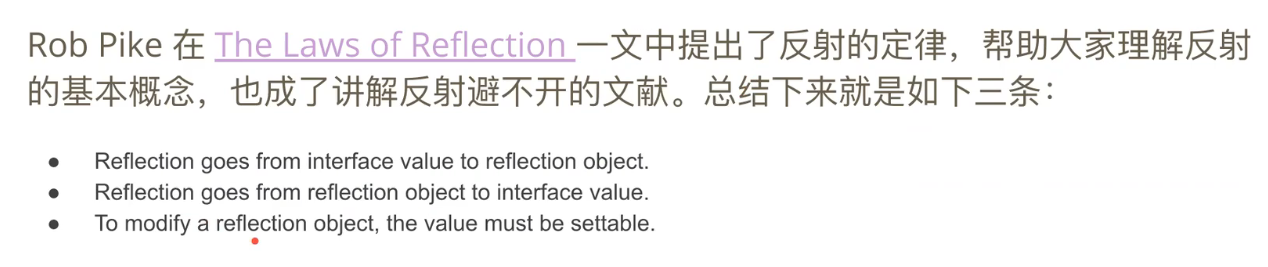 Rob Pike 在 The Laws of Reflection 一文中提出了反射的定律，帮助大家理解反射
的基本概念，也成了讲解反射避不开的文献。总结下来就是如下三条：
● Reflection goes from interface value to reflection object.
● Reflection goes from reflection object to interface value.
● To modify a reflection object, the value must be settable.